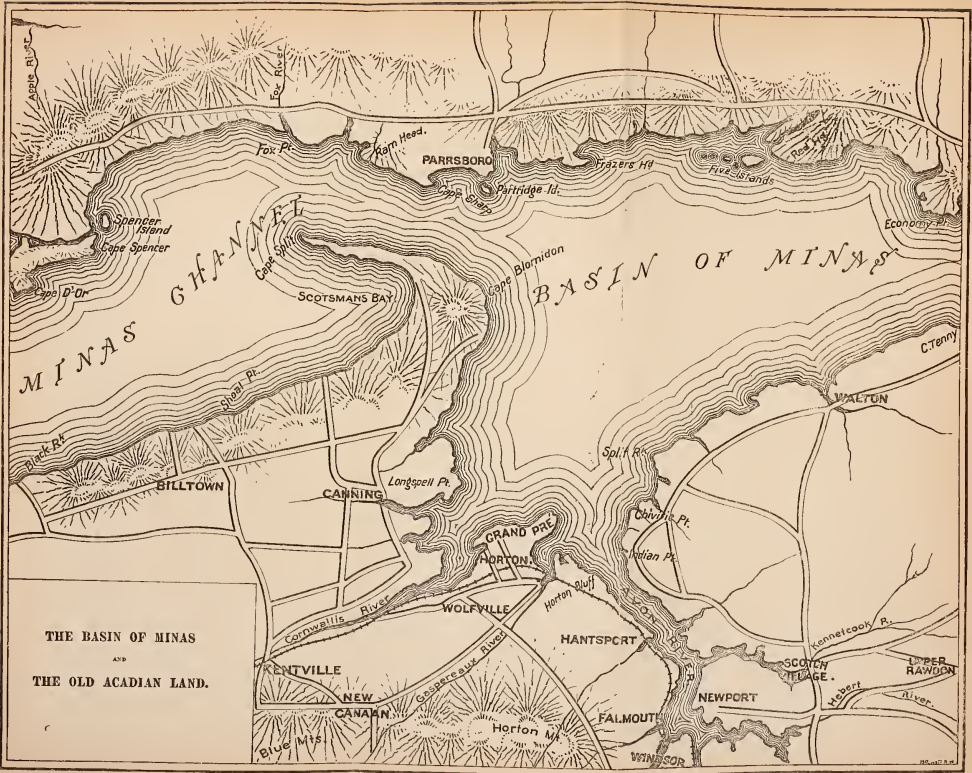 Apple River
Fox River
Fox Pt.
Ram Head.
PARRSBORO
Cape Sharp
Partridge Id.
Frazers Hd
Five Islands
Economy Pt.
Spencer
Island
Cape Spencer
Cape D'Or
MINAS CHANNEL
Cape Split
SCOTSMANS BAY
Cape Blomidon
BASIN OF MINAS
C. Tenny
WALTON
Shoal Pt.
Black Rk
BILLTOWN
CANNING
Longspell Pt.
Split Rk.
Chiverie Pt.
Indian Pt.
GRAND PRE
HORTON.
Horton Bluff
AVON RIVER
WOLFVILLE
Cornwallis River
HANTSPORT
Kennetcook R.
SCOTCH
VILLAGE.
UPPER
RAWDON
Hebert River.
KENTVILLE
NEW
CANAAN
Gaspereaux River
Blue Mts
Horton Mt
NEWPORT
FALMOUTH
WINDSOR
THE BASIN OF MINAS
AND
THE OLD ACADIAN LAND.